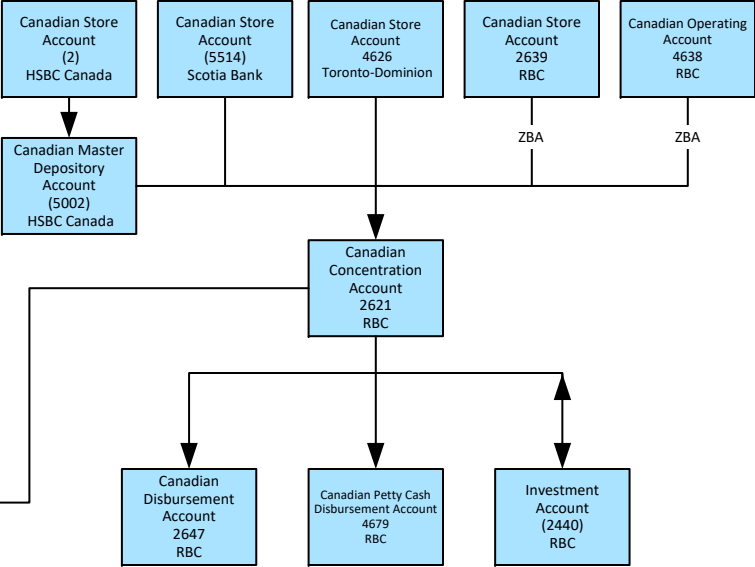 Canadian Store
Account
(2)
HSBC Canada
Canadian Store
Account
(5514)
Scotia Bank
Canadian Store
Account
4626
Toronto-Dominion
Canadian Store
Account
2639
RBC
Canadian Operating
Account
4638
RBC
ZBA
ZBA
Canadian Master
Depository
Account
(5002)
HSBC Canada
Canadian
Concentration
Account
2621
RBC
Canadian
Disbursement
Account
2647
RBC
Canadian Petty Cash
Disbursement Account
4679
RBC
Investment
Account
(2440)
RBC